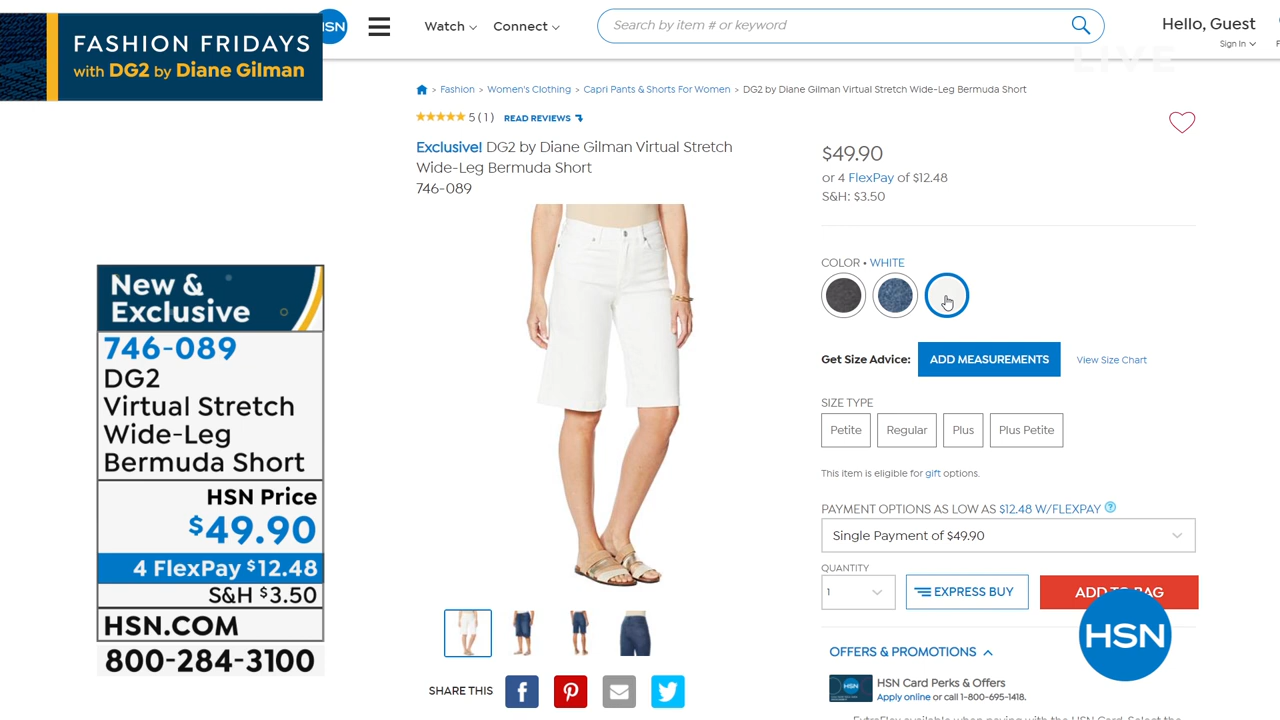 FASHION FRIDAYS
with DG2 by Diane Gilman
HSN
Watch
Connect
Search by item # or keyword
Hello, Guest
Sign In
LIVE
> Fashion > Women's Clothing > Capri Pants & Shorts For Women > DG2 by Diane Gilman Virtual Stretch Wide-Leg Bermuda Short
5 ( 1 ) READ REVIEWS
Exclusive! DG2 by Diane Gilman Virtual Stretch
Wide-Leg Bermuda Short
746-089
$49.90
or 4 FlexPay of $12.48
S&H: $3.50
COLOR • WHITE
Get Size Advice: ADD MEASUREMENTS View Size Chart
SIZE TYPE
Petite Regular Plus Plus Petite
This item is eligible for gift options.
PAYMENT OPTIONS AS LOW AS $12.48 W/FLEXPAY ?
Single Payment of $49.90
QUANTITY
1
EXPRESS BUY
HSN
OFFERS & PROMOTIONS
HSN
HSN Card Perks & Offers
Apply online or call 1-800-695-1418.
SHARE THIS
New &
Exclusive
746-089
DG2
Virtual Stretch
Wide-Leg
Bermuda Short
HSN Price
$49.90
4 FlexPay $12.48
S&H $3.50
HSN.COM
800-284-3100